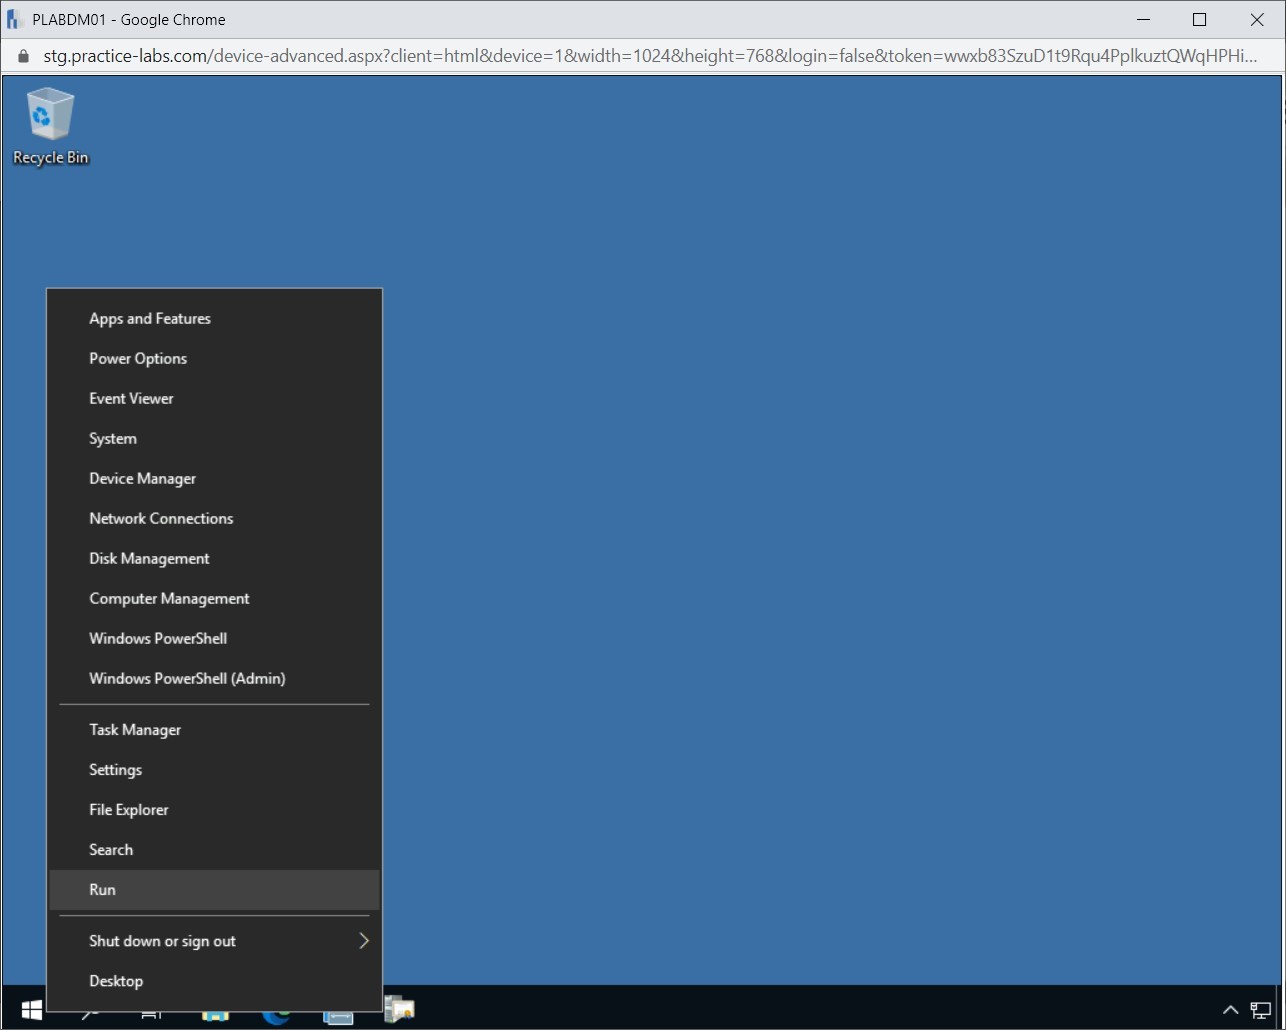 PLABDM01 - Google Chrome
stg.practice-labs.com/device-advanced.aspx?client=html&device=1&width=1024&height=768&login=false&token=wwxb83SzuD1t9Rqu4PplkuztQWqHPHi...
Recycle Bin
Apps and Features
Power Options
Event Viewer
System
Device Manager
Network Connections
Disk Management
Computer Management
Windows PowerShell
Windows PowerShell (Admin)
Task Manager
Settings
File Explorer
Search
Run
Shut down or sign out
Desktop